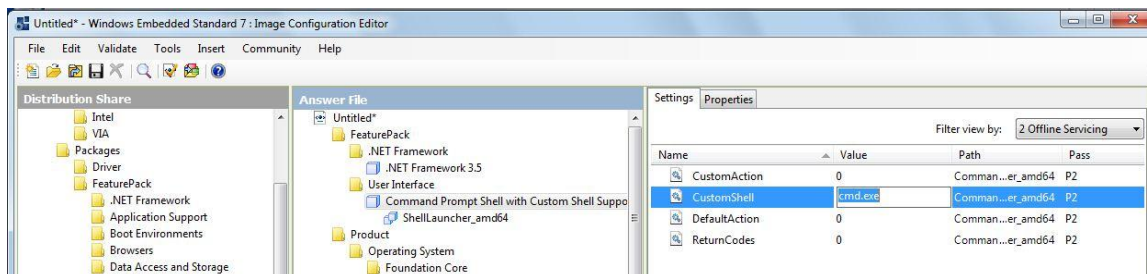 Untitled* - Windows Embedded Standard 7 : Image Configuration Editor
File Edit Validate Tools Insert Community Help
Distribution Share
Intel
VIA
Packages
Driver
FeaturePack
.NET Framework
Application Support
Boot Environments
Browsers
Data Access and Storage
Answer File
Untitled*
FeaturePack
.NET Framework
.NET Framework 3.5
User Interface
Command Prompt Shell with Custom Shell Suppo
ShellLauncher_amd64
Product
Operating System
Foundation Core
Settings Properties
Filter view by: 2 Offline Servicing
Name Value Path Pass
CustomAction 0 Comman...er_amd64 P2
CustomShell cmd.exe Comman...er_amd64 P2
DefaultAction 0 Comman...er_amd64 P2
ReturnCodes 0 Comman...er_amd64 P2